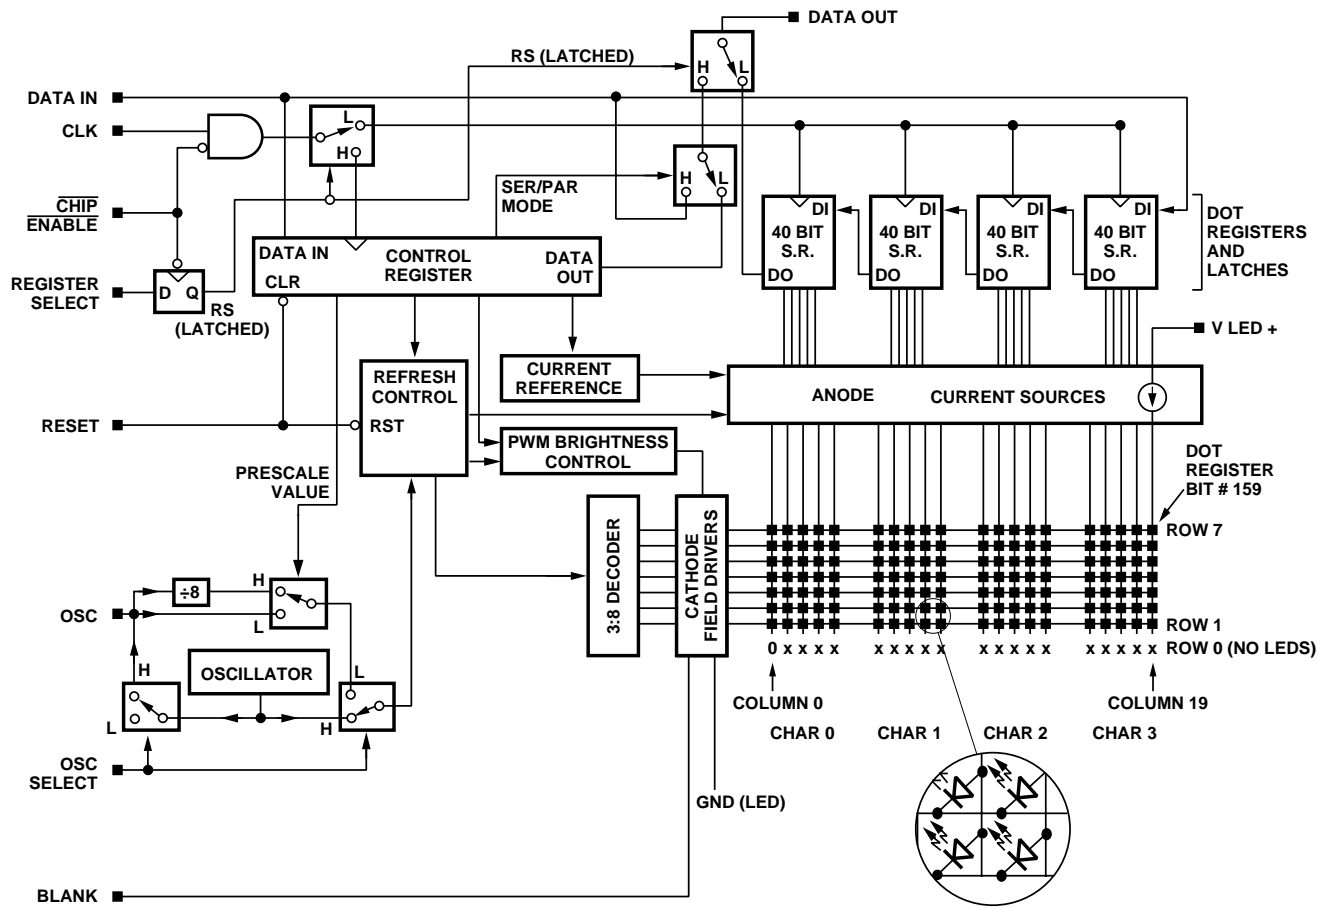 DATA OUT
RS (LATCHED)
H
L
DATA IN
CLK
L
H
H
L
SER/PAR
MODE
CHIP
ENABLE
REGISTER
SELECT
D
Q
RS
(LATCHED)
DATA IN
CLR
CONTROL
REGISTER
DATA
OUT
DI
40 BIT
S.R.
DO
DI
40 BIT
S.R.
DO
DI
40 BIT
S.R.
DO
DI
40 BIT
S.R.
DO
DOT
REGISTERS
AND
LATCHES
V LED +
REFRESH
CONTROL
RST
CURRENT
REFERENCE
ANODE
CURRENT SOURCES
RESET
PWM BRIGHTNESS
CONTROL
PRESCALE
VALUE
DOT
REGISTER
BIT # 159
3:8 DECODER
CATHODE
FIELD DRIVERS
ROW 7
ROW 1
0 x x x x
x x x x x
x x x x x
x x x x x
ROW 0 (NO LEDS)
OSC
÷8
H
L
H
L
OSCILLATOR
L
H
OSC
SELECT
COLUMN 0
COLUMN 19
CHAR 0
CHAR 1
CHAR 2
CHAR 3
GND (LED)
BLANK